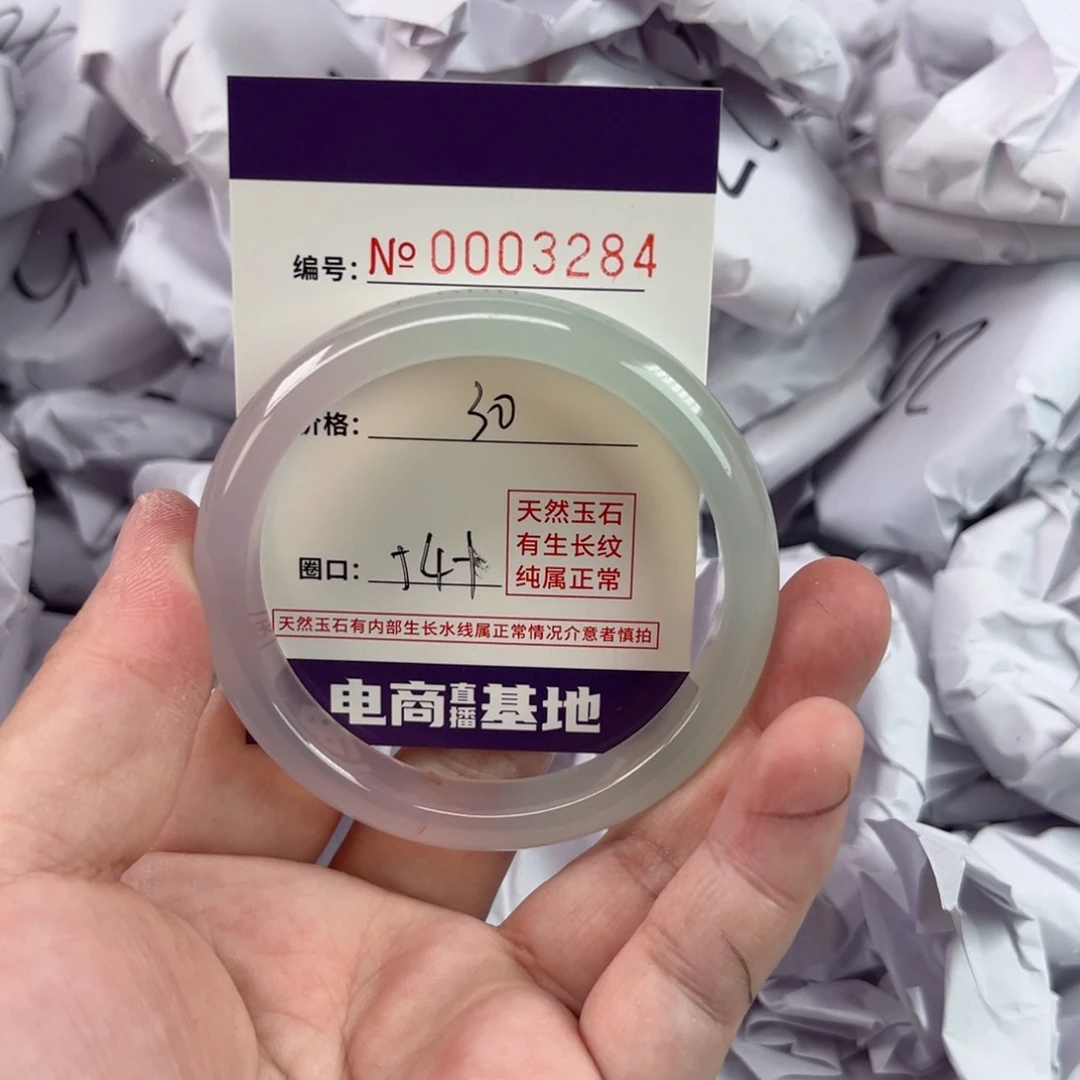 编号: № 0003284
价格: 30
天然玉石
有生长纹
纯属正常
圈口:
天然玉石有内部生长水线属正常情况介意者慎拍
电商直播基地